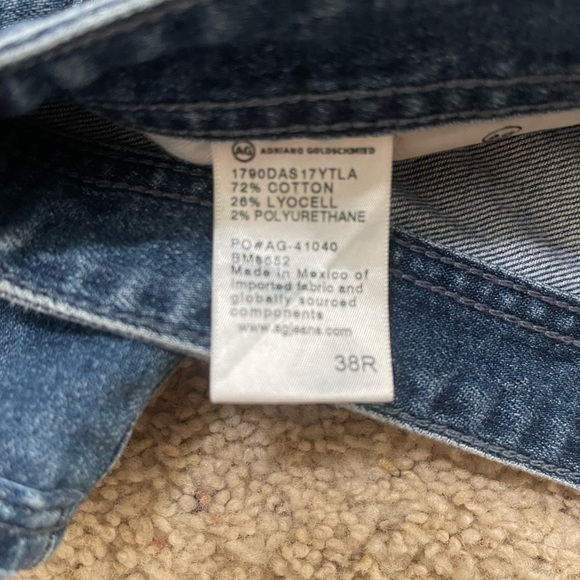 AG ADRIANO GOLDSCHMIED
1790DAS17YTLA
72% COTTON
26% LYOCELL
2% POLYURETHANE
PO#AG-41040
BM8652
Made in Mexico of
imported fabric and
globally sourced
components
www.agjeans.com
38R